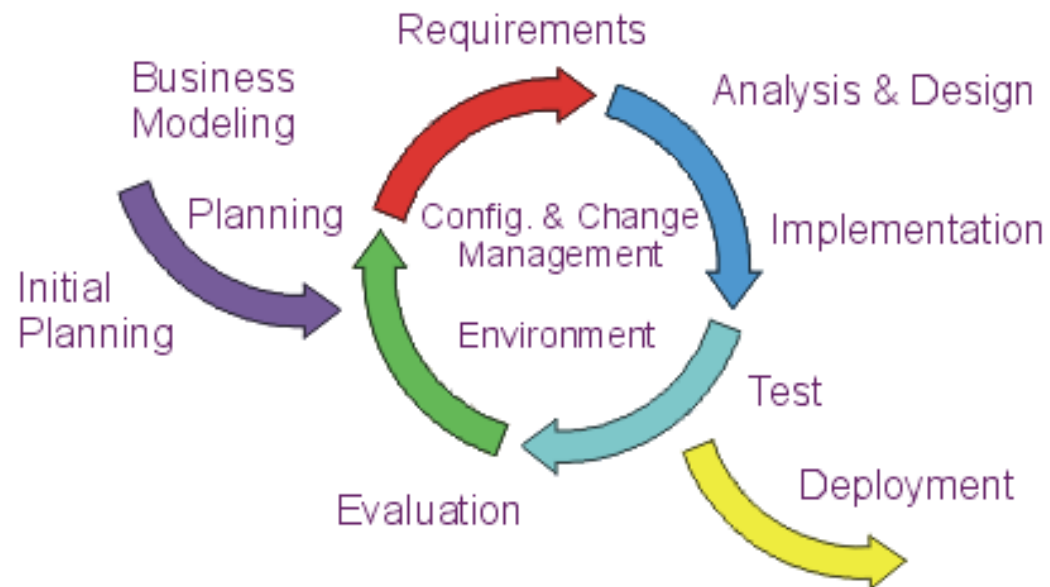 Requirements
Business
Modeling
Analysis & Design
Planning
Config. & Change
Management
Implementation
Initial
Planning
Environment
Test
Deployment
Evaluation